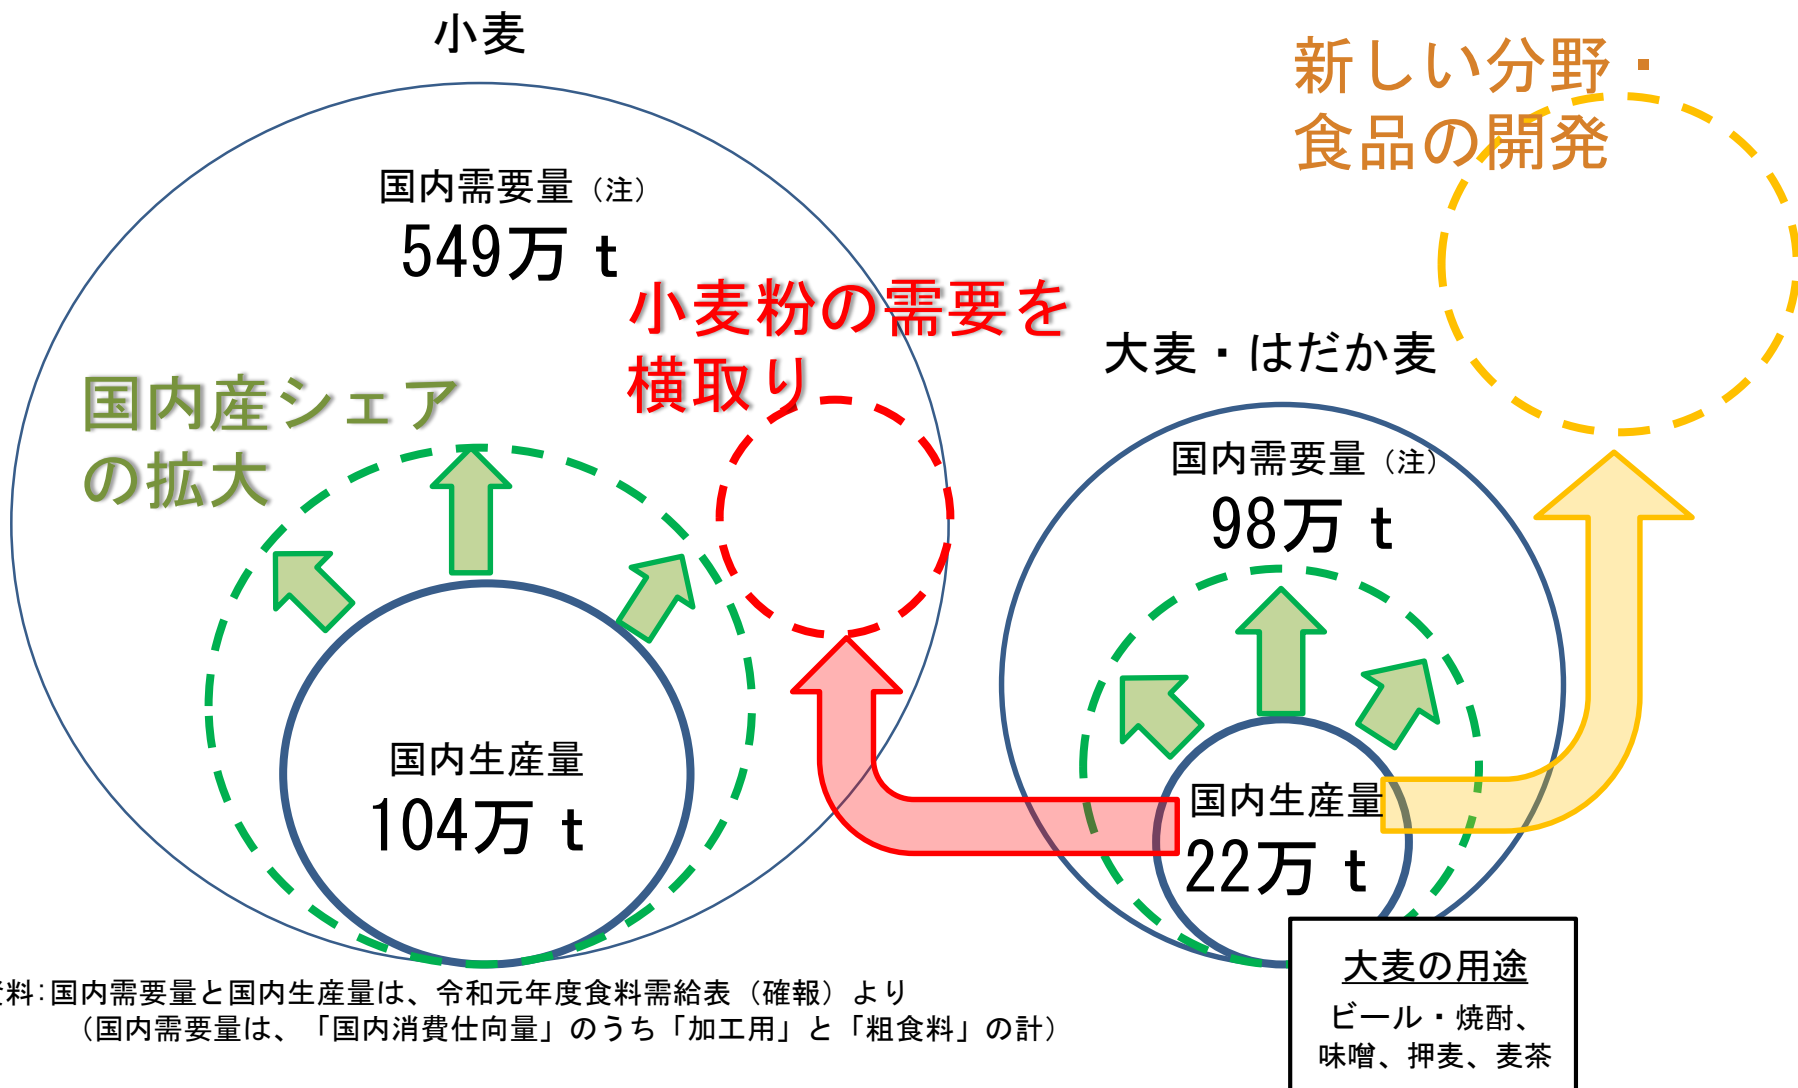 小麦
新しい分野・
食品の開発
国内需要量（注）
549万 t
小麦粉の需要を
横取り
大麦・はだか麦
国内産シェア
の拡大
国内需要量（注）
98万 t
国内生産量
104万 t
国内生産量
22万 t
大麦の用途
ビール・焼酎、
味噌、押麦、麦茶
料:国内需要量と国内生産量は、令和元年度食料需給表（確報）より
（国内需要量は、「国内消費仕向量」のうち「加工用」と「粗食料」の計）